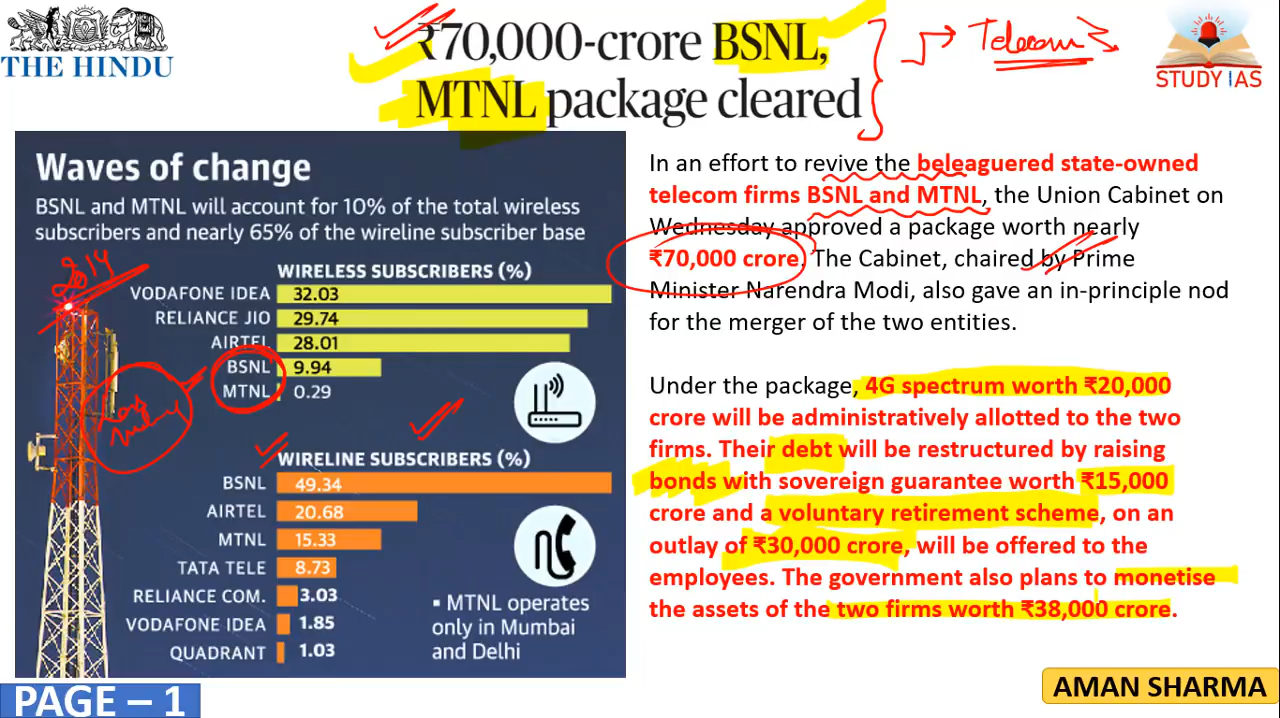 THE HINDU
₹70,000-crore BSNL,
MTNL package cleared
Telecom
STUDY IAS
Waves of change
BSNL and MTNL will account for 10% of the total wireless
subscribers and nearly 65% of the wireline subscriber base
2014
WIRELESS SUBSCRIBERS (%)
VODAFONE IDEA 32.03
RELIANCE JIO 29.74
AIRTEL 28.01
BSNL 9.94
MTNL 0.29
WIRELINE SUBSCRIBERS (%)
BSNL 49.34
AIRTEL 20.68
MTNL 15.33
TATA TELE 8.73
RELIANCE COM. 3.03
VODAFONE IDEA 1.85
QUADRANT 1.03
▪ MTNL operates
only in Mumbai
and Delhi
In an effort to revive the beleaguered state-owned
telecom firms BSNL and MTNL, the Union Cabinet on
Wednesday approved a package worth nearly
₹70,000 crore. The Cabinet, chaired by Prime
Minister Narendra Modi, also gave an in-principle nod
for the merger of the two entities.
Under the package, 4G spectrum worth ₹20,000
crore will be administratively allotted to the two
firms. Their debt will be restructured by raising
bonds with sovereign guarantee worth ₹15,000
crore and a voluntary retirement scheme, on an
outlay of ₹30,000 crore, will be offered to the
employees. The government also plans to monetise
the assets of the two firms worth ₹38,000 crore.
PAGE – 1
AMAN SHARMA